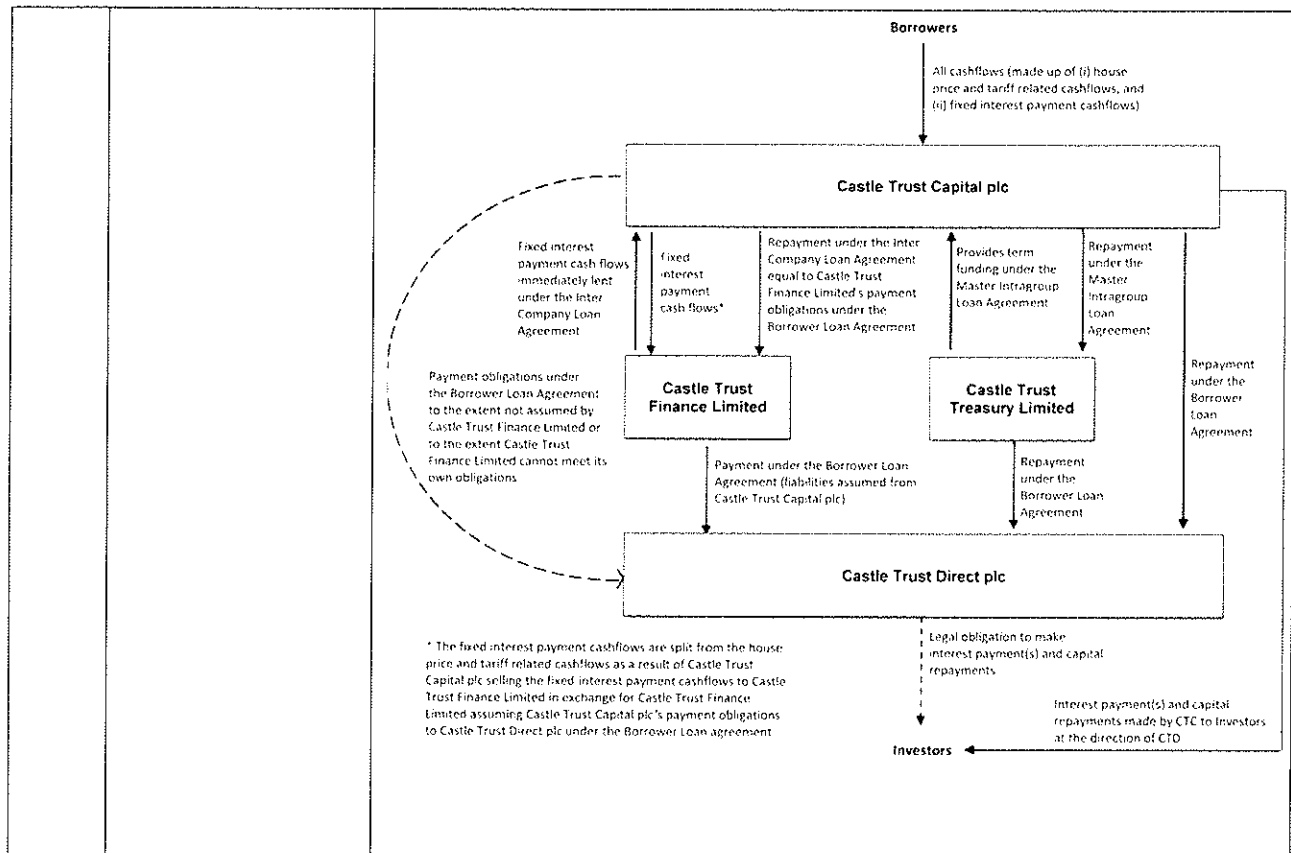 Borrowers
All cashflows (made up of (i) house
price and tariff related cashflows, and
(ii) fixed interest payment cashflows)
Castle Trust Capital plc
Fixed interest
payment cash flows
immediately lent
under the Inter
Company Loan
Agreement
Fixed
interest
payment
cash flows*
Repayment under the Inter
Company Loan Agreement
equal to Castle Trust
Finance Limited's payment
obligations under the
Borrower Loan Agreement
Provides term
funding under the
Master Intragroup
Loan Agreement
Repayment
under the
Master
Intragroup
Loan
Agreement
Repayment
under the
Borrower
Loan
Agreement
Payment obligations under
the Borrower Loan Agreement
to the extent not assumed by
Castle Trust Finance Limited or
to the extent Castle Trust
Finance Limited cannot meet its
own obligations
Castle Trust
Finance Limited
Castle Trust
Treasury Limited
Payment under the Borrower Loan
Agreement (liabilities assumed from
Castle Trust Capital plc)
Repayment
under the
Borrower Loan
Agreement
Castle Trust Direct plc
* The fixed interest payment cashflows are split from the house
price and tariff related cashflows as a result of Castle Trust
Capital plc selling the fixed interest payment cashflows to Castle
Trust Finance Limited in exchange for Castle Trust Finance
Limited assuming Castle Trust Capital plc's payment obligations
to Castle Trust Direct plc under the Borrower Loan agreement
Legal obligation to make
interest payment(s) and capital
repayments
Interest payment(s) and capital
repayments made by CTC to Investors
at the direction of CTD
Investors